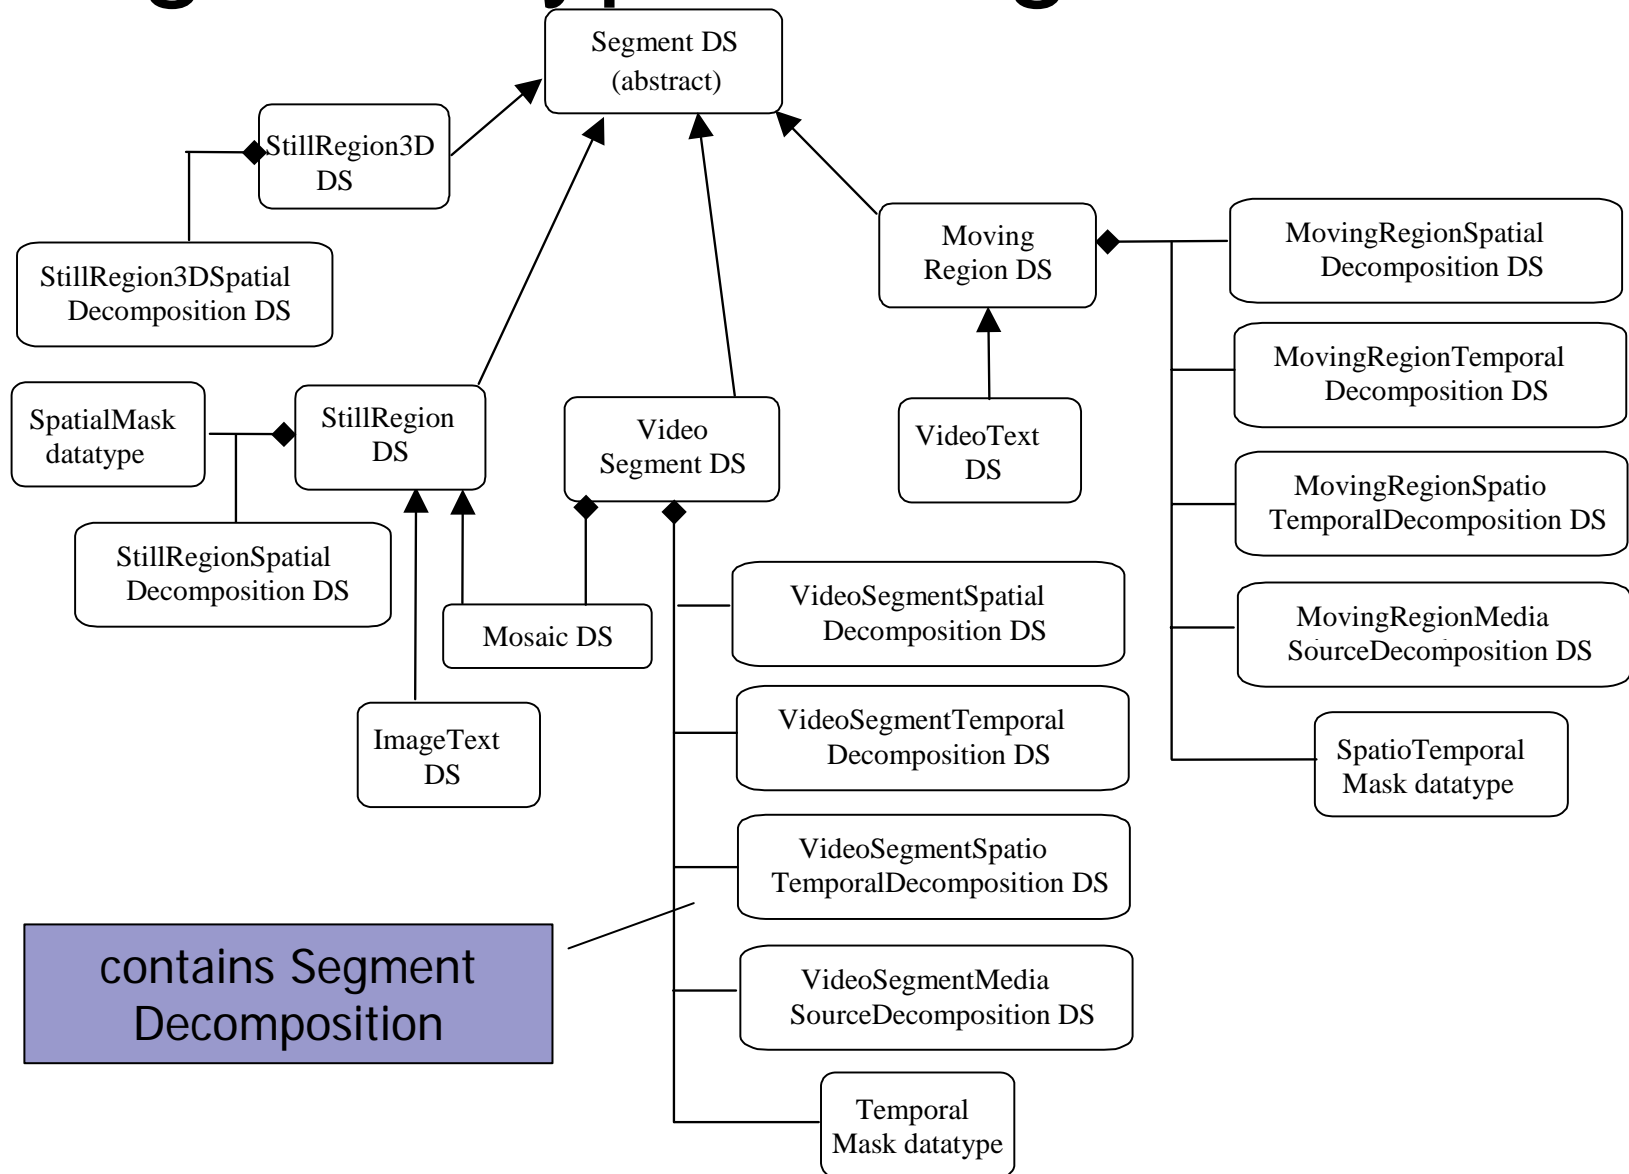 Segment DS
(abstract)
StillRegion3D
DS
Moving
Region DS
MovingRegionSpatial
Decomposition DS
StillRegion3DSpatial
Decomposition DS
MovingRegionTemporal
Decomposition DS
SpatialMask
datatype
StillRegion
DS
Video
Segment DS
VideoText
DS
MovingRegionSpatio
TemporalDecomposition DS
StillRegionSpatial
Decomposition DS
VideoSegmentSpatial
Decomposition DS
MovingRegionMedia
SourceDecomposition DS
Mosaic DS
VideoSegmentTemporal
Decomposition DS
ImageText
DS
SpatioTemporal
Mask datatype
VideoSegmentSpatio
TemporalDecomposition DS
contains Segment
Decomposition
VideoSegmentMedia
SourceDecomposition DS
Temporal
Mask datatype